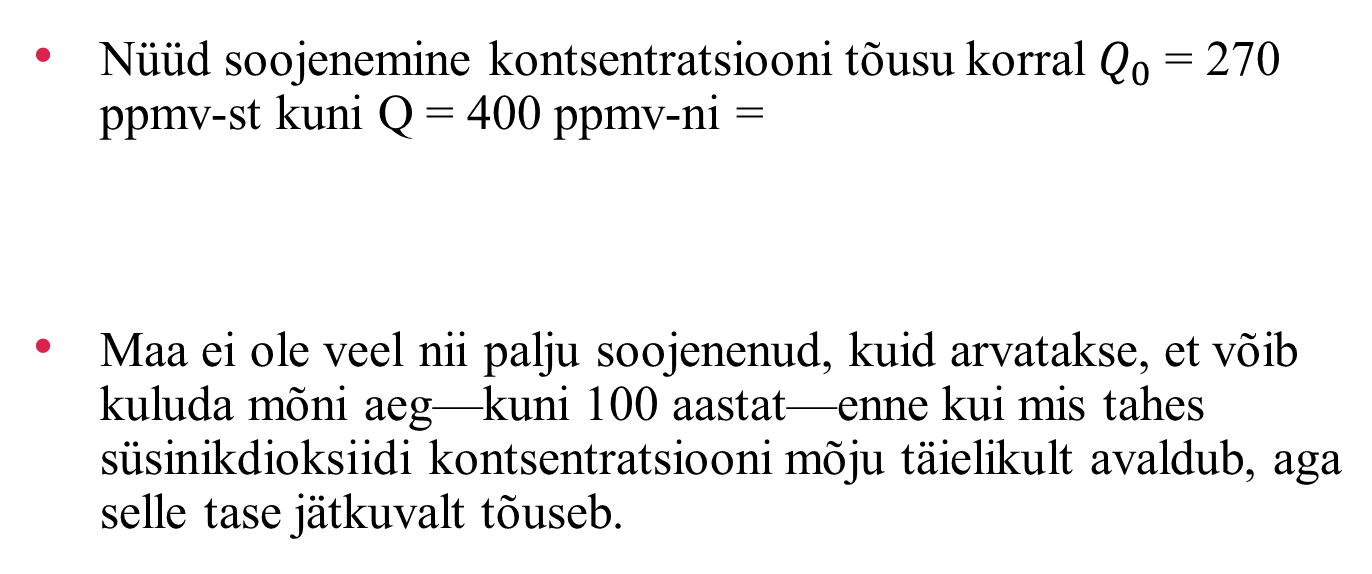 • Nüüd soojenemine kontsentratsiooni tõusu korral Q₀ = 270
ppmv-st kuni Q = 400 ppmv-ni =
• Maa ei ole veel nii palju soojenenud, kuid arvatakse, et võib
kuluda mõni aeg—kuni 100 aastat—enne kui mis tahes
süsinikdioksiidi kontsentratsiooni mõju täielikult avaldub, aga
selle tase jätkuvalt tõuseb.